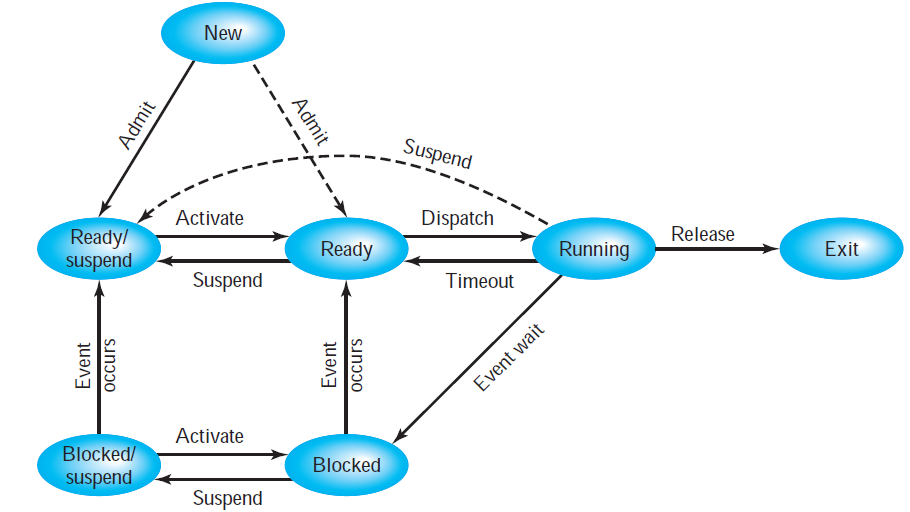 New
Admit
Admit
Suspend
Ready/
suspend
Activate
Suspend
Ready
Dispatch
Timeout
Running
Release
Exit
Event
occurs
Event
occurs
Event wait
Blocked/
suspend
Activate
Suspend
Blocked